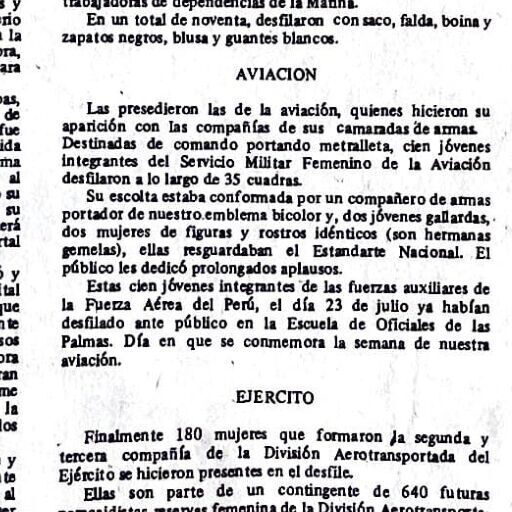 trabajadoras de dependencias de la Marina.
En un total de noventa, desfilaron con saco, falda, boina y
zapatos negros, blusa y guantes blancos.
AVIACION
Las presedieron las de la aviación, quienes hicieron su
aparición con las compañías de sus camaradas de armas.
Destinadas de comando portando metralleta, cien jóvenes
integrantes del Servicio Militar Femenino de la Aviación
desfilaron a lo largo de 35 cuadras.
Su escolta estaba conformada por un compañero de armas
portador de nuestro emblema bicolor y, dos jóvenes gallardas,
dos mujeres de figuras y rostros idénticos (son hermanas
gemelas), ellas resguardaban el Estandarte Nacional. El
público les dedicó prolongados aplausos.
Estas cien jóvenes integrantes de las fuerzas auxiliares de
la Fuerza Aérea del Perú, el día 23 de julio ya habían
desfilado ante público en la Escuela de Oficiales de las
Palmas. Día en que se conmemora la semana de nuestra
aviación.
EJERCITO
Finalmente 180 mujeres que formaron la segunda y
tercera compañía de la División Aerotransportada del
Ejército se hicieron presentes en el desfile.
Ellas son parte de un contingente de 640 futuras
reserva femenina de la División